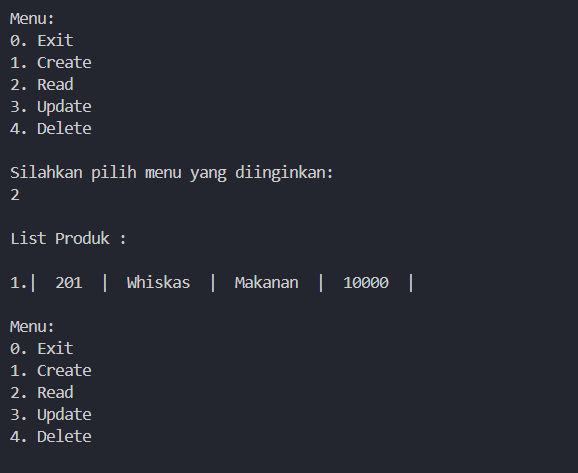 Menu:
0. Exit
1. Create
2. Read
3. Update
4. Delete
Silahkan pilih menu yang diinginkan:
2
List Produk :
1.|  201  |  Whiskas  |  Makanan  |  10000  |
Menu:
0. Exit
1. Create
2. Read
3. Update
4. Delete